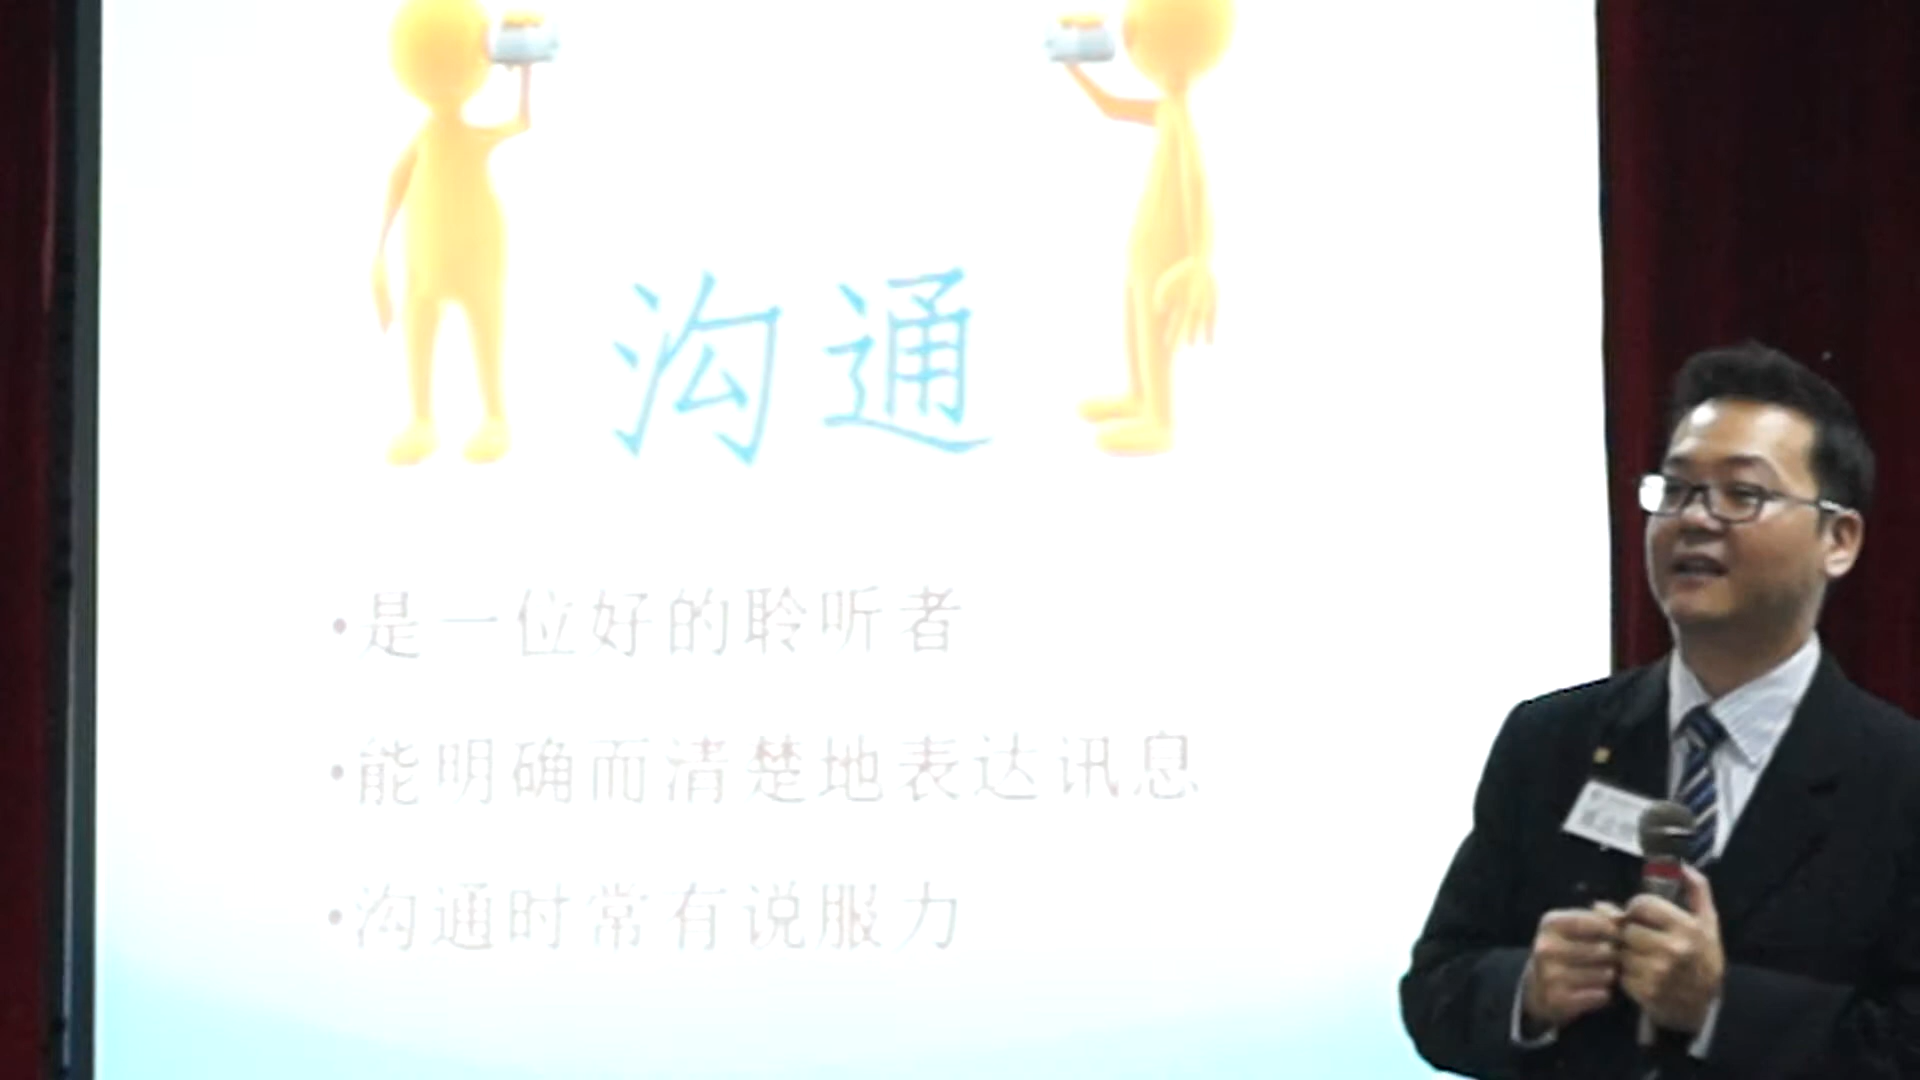 沟通
•是一位好的聆听者
•能明确而清楚地表达讯息
•沟通时常有说服力